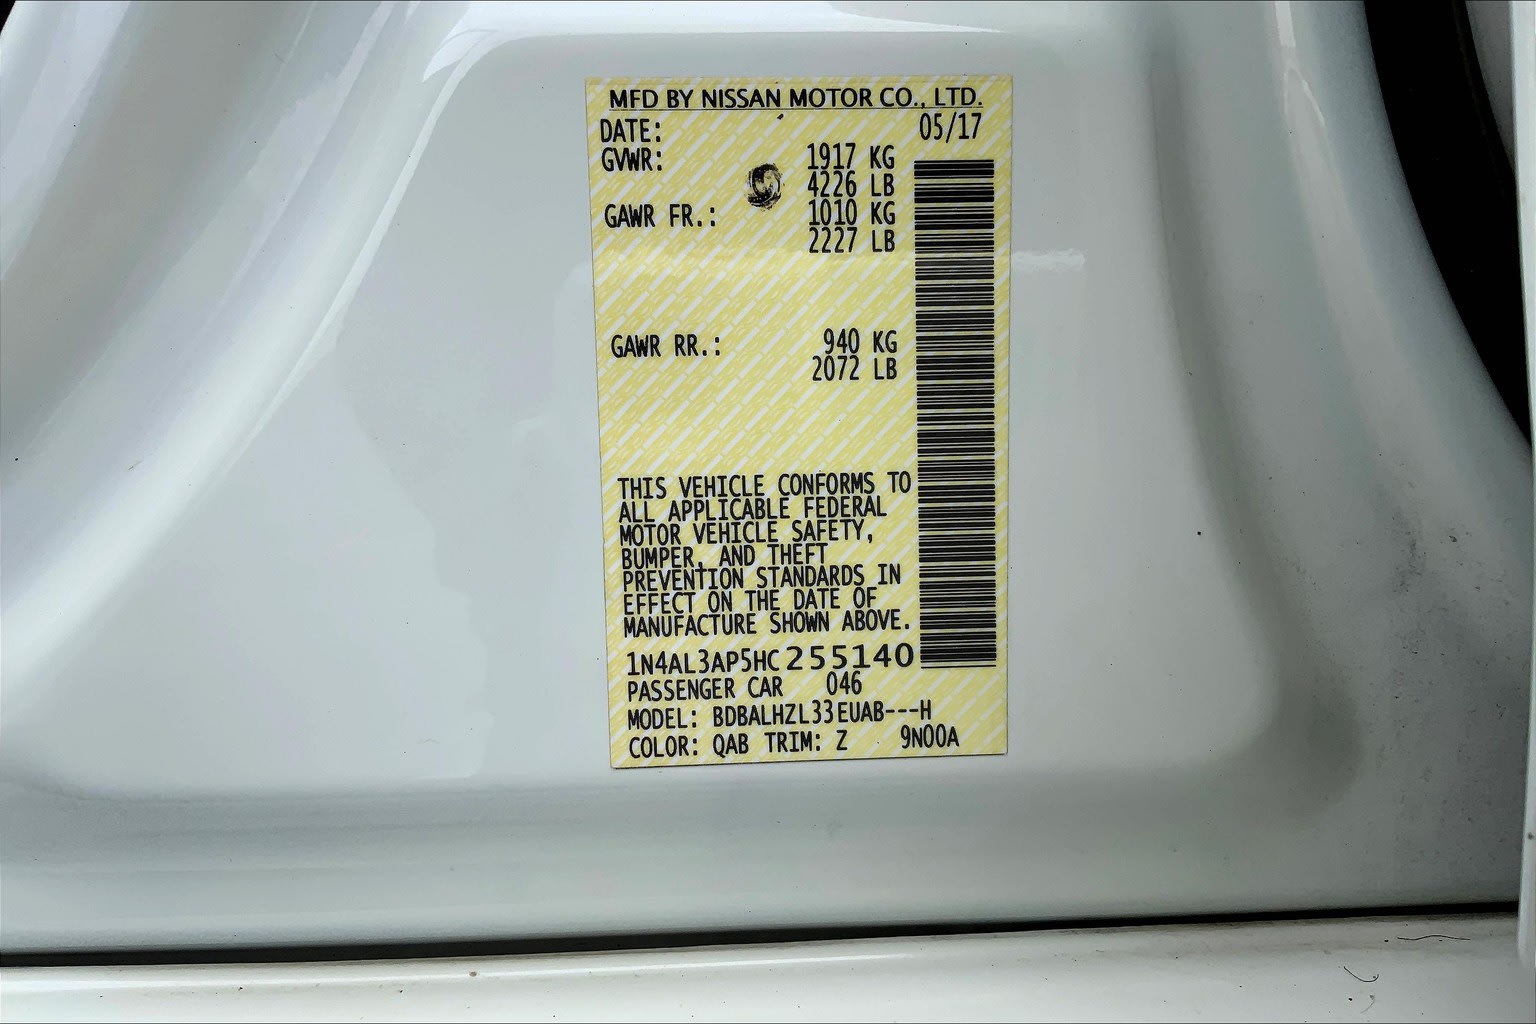 MFD BY NISSAN MOTOR CO., LTD.
DATE: 05/17
GVWR: 1917 KG
4226 LB
GAWR FR.: 1010 KG
2227 LB
GAWR RR.: 940 KG
2072 LB
THIS VEHICLE CONFORMS TO
ALL APPLICABLE FEDERAL
MOTOR VEHICLE SAFETY,
BUMPER, AND THEFT
PREVENTION STANDARDS IN
EFFECT ON THE DATE OF
MANUFACTURE SHOWN ABOVE.
1N4AL3AP5HC255140
PASSENGER CAR 046
MODEL: BDBALHZL33EUAB---H
COLOR: QAB TRIM: Z 9N00A